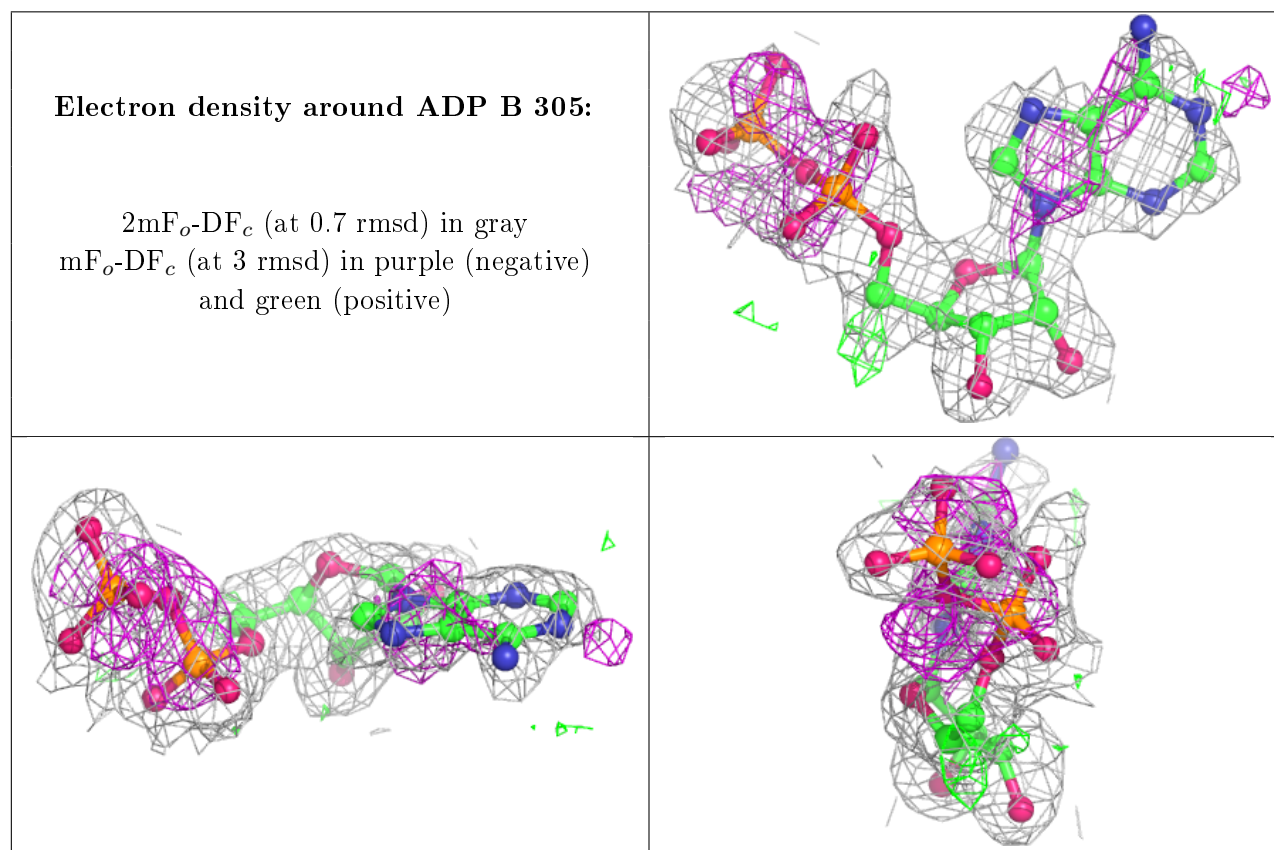 Electron density around ADP B 305:
2mFₒ-DF𝒸 (at 0.7 rmsd) in gray
mFₒ-DF𝒸 (at 3 rmsd) in purple (negative)
and green (positive)